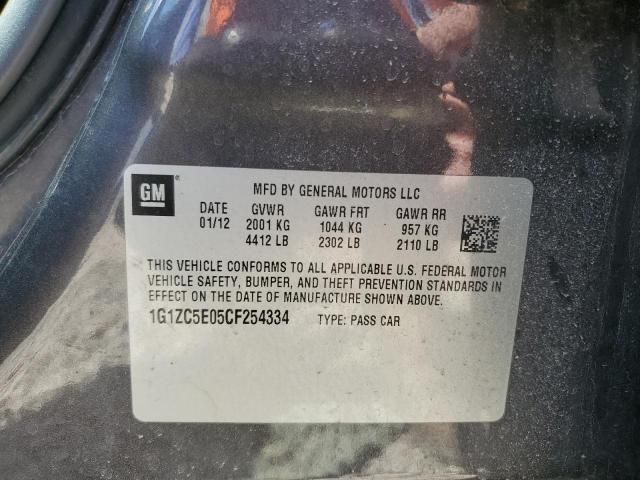 GM
MFD BY GENERAL MOTORS LLC
DATE GVWR GAWR FRT GAWR RR
01/12 2001 KG 1044 KG 957 KG
4412 LB 2302 LB 2110 LB
THIS VEHICLE CONFORMS TO ALL APPLICABLE U.S. FEDERAL MOTOR
VEHICLE SAFETY, BUMPER, AND THEFT PREVENTION STANDARDS IN
EFFECT ON THE DATE OF MANUFACTURE SHOWN ABOVE.
1G1ZC5E05CF254334 TYPE: PASS CAR